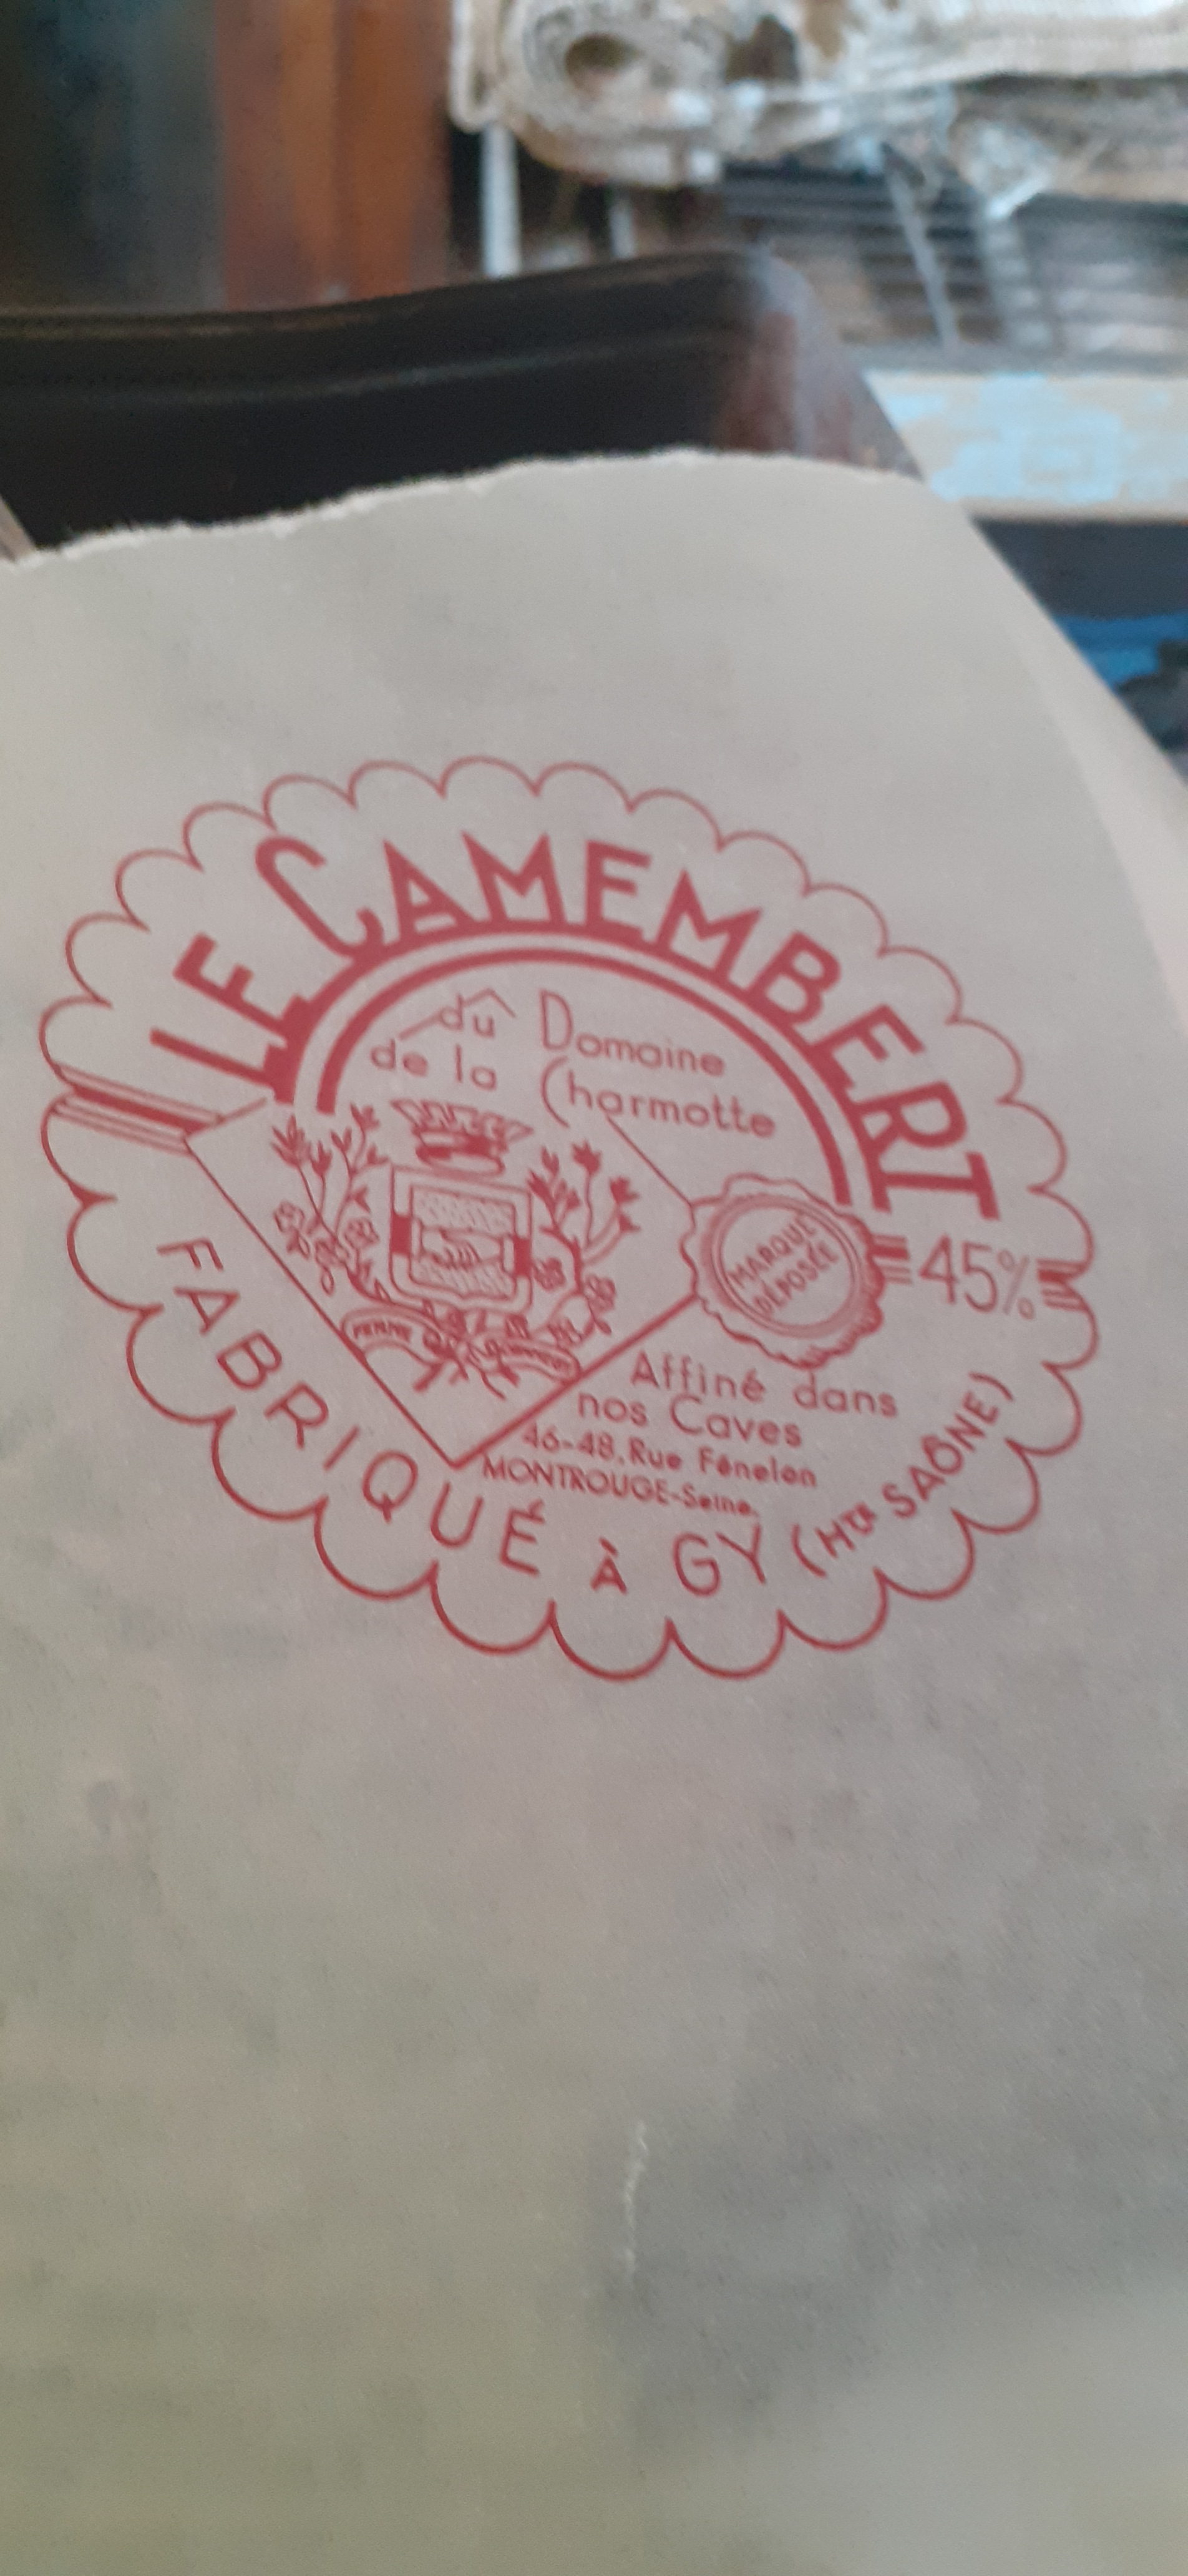 LE CAMEMBERT
du Domaine
de la Charmotte
MARQUE
DÉPOSÉE
45%
Affiné dans
nos Caves
46-48, Rue Fénelon
MONTROUGE-Seine.
FABRIQUÉ À GY (HTE SAÔNE)